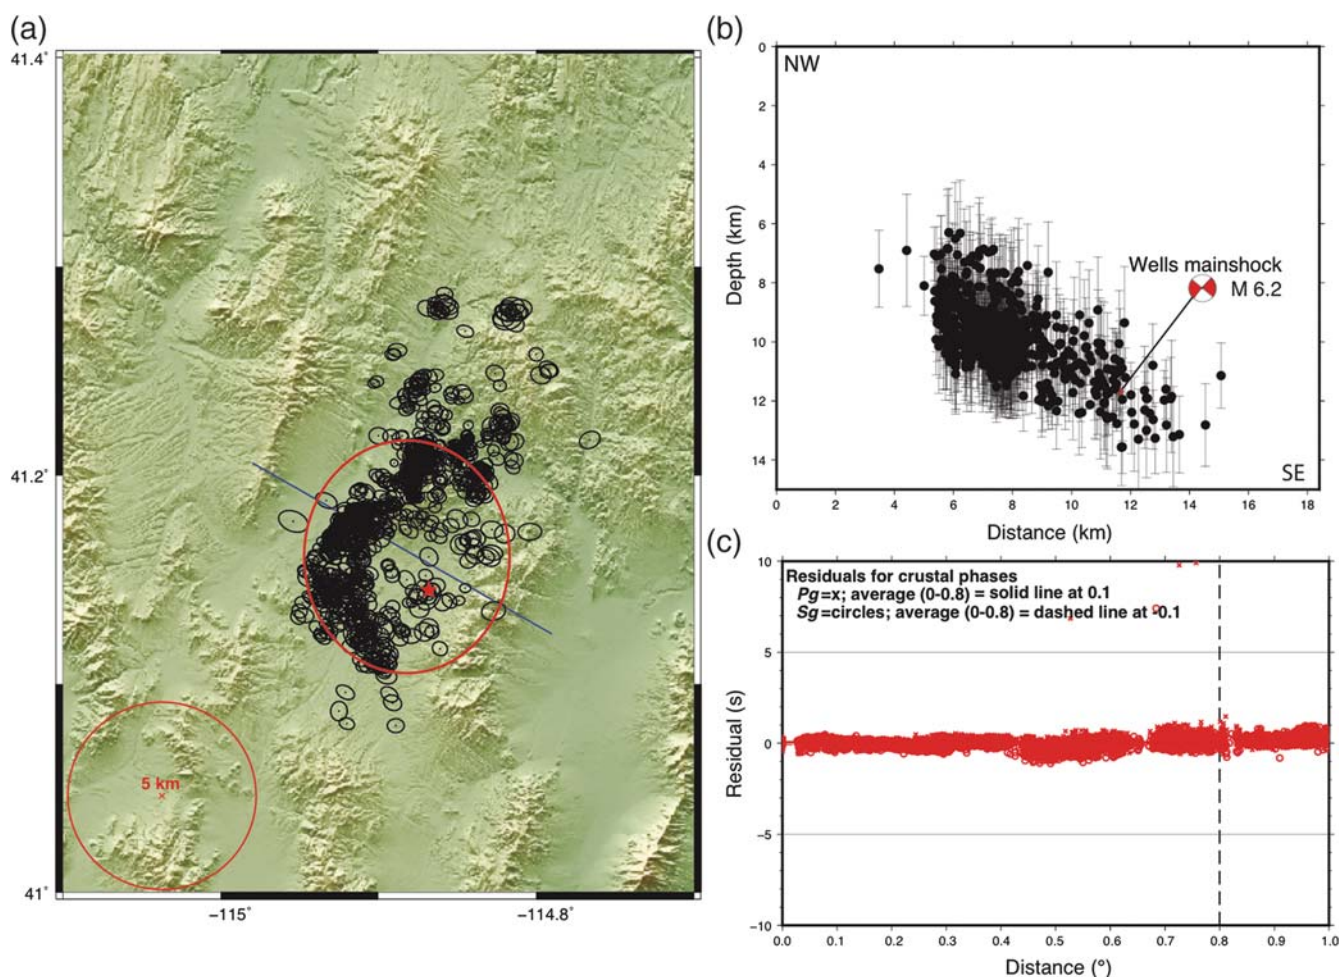 (a)
41.4°
41.2°
41°
5 km
−115°
−114.8°
(b)
NW
0
2
4
6
8
10
12
14
Depth (km)
Wells mainshock
M 6.2
SE
0 2 4 6 8 10 12 14 16 18
Distance (km)
(c)
10
5
0
−5
−10
Residual (s)
Residuals for crustal phases
Pg=x; average (0-0.8) = solid line at 0.1
Sg=circles; average (0-0.8) = dashed line at -0.1
0.0 0.1 0.2 0.3 0.4 0.5 0.6 0.7 0.8 0.9 1.0
Distance (°)